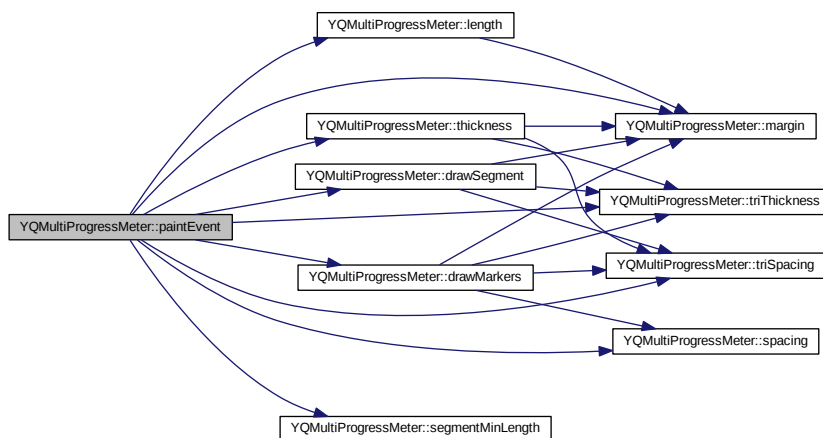 YQMultiProgressMeter::length
YQMultiProgressMeter::margin
YQMultiProgressMeter::thickness
YQMultiProgressMeter::drawSegment
YQMultiProgressMeter::triThickness
YQMultiProgressMeter::paintEvent
YQMultiProgressMeter::triSpacing
YQMultiProgressMeter::drawMarkers
YQMultiProgressMeter::spacing
YQMultiProgressMeter::segmentMinLength